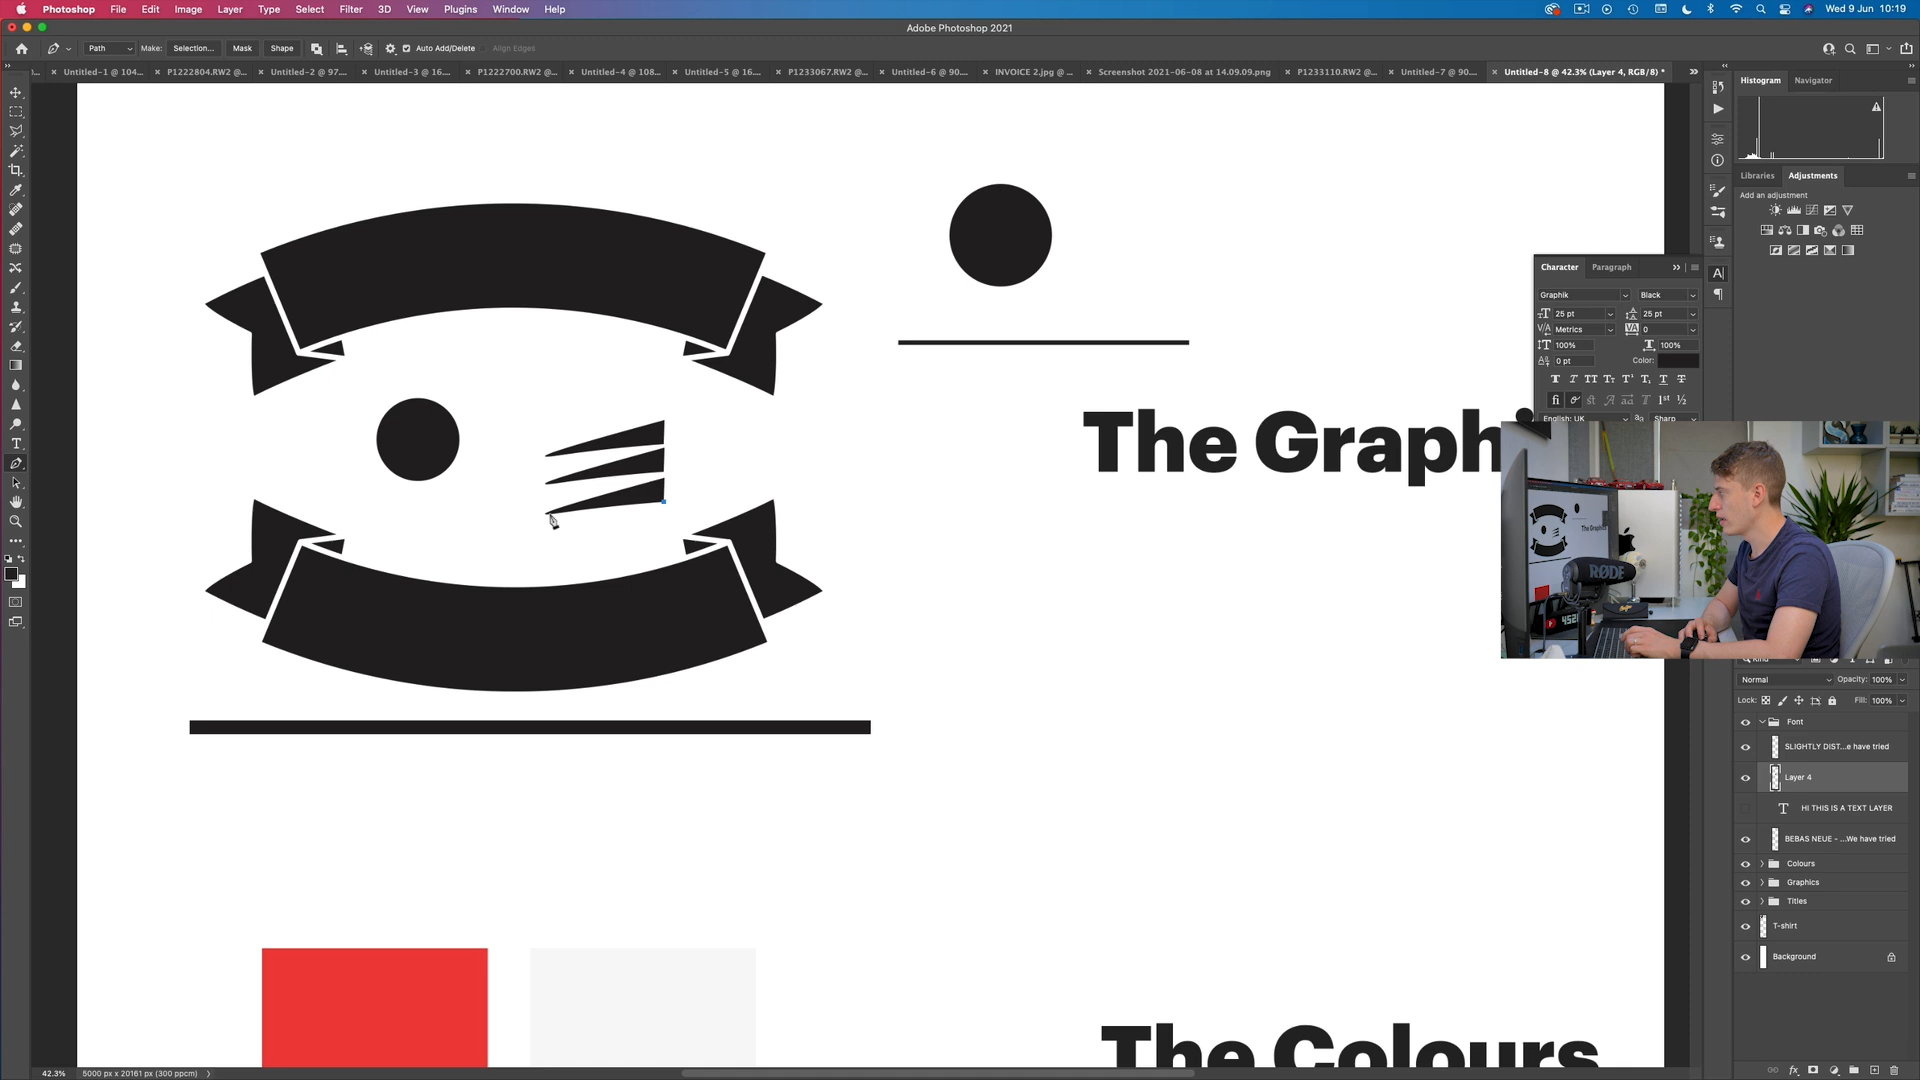 Photoshop File Edit Image Layer Type Select Filter 3D View Plugins Window Help Wed 9 Jun 10:19
Adobe Photoshop 2021
Path Make: Selection... Mask Shape Auto Add/Delete Align Edges
Untitled-1 @ 104... P1222804.RW2 @... Untitled-2 @ 97.... Untitled-3 @ 16.... P1222700.RW2 @... Untitled-4 @ 108... Untitled-5 @ 16.... P1233067.RW2 @... Untitled-6 @ 90.... INVOICE 2.jpg @ ... Screenshot 2021-06-08 at 14.09.09.png P1233110.RW2 @... Untitled-7 @ 90.... Untitled-8 @ 42.3% (Layer 4, RGB/8) *
Histogram Navigator
Libraries Adjustments
Add an adjustment
Character Paragraph
Graphik Black
25 pt 25 pt
Metrics 0
100% 100%
0 pt Color:
English: UK Sharp
The Graph
RØDE
Normal Opacity: 100%
Lock: Fill: 100%
Font
SLIGHTLY DIST...e have tried
Layer 4
HI THIS IS A TEXT LAYER
BEBAS NEUE - ...We have tried
Colours
Graphics
Titles
T-shirt
Background
The Colours
42.3% 5000 px x 20161 px (300 ppcm)